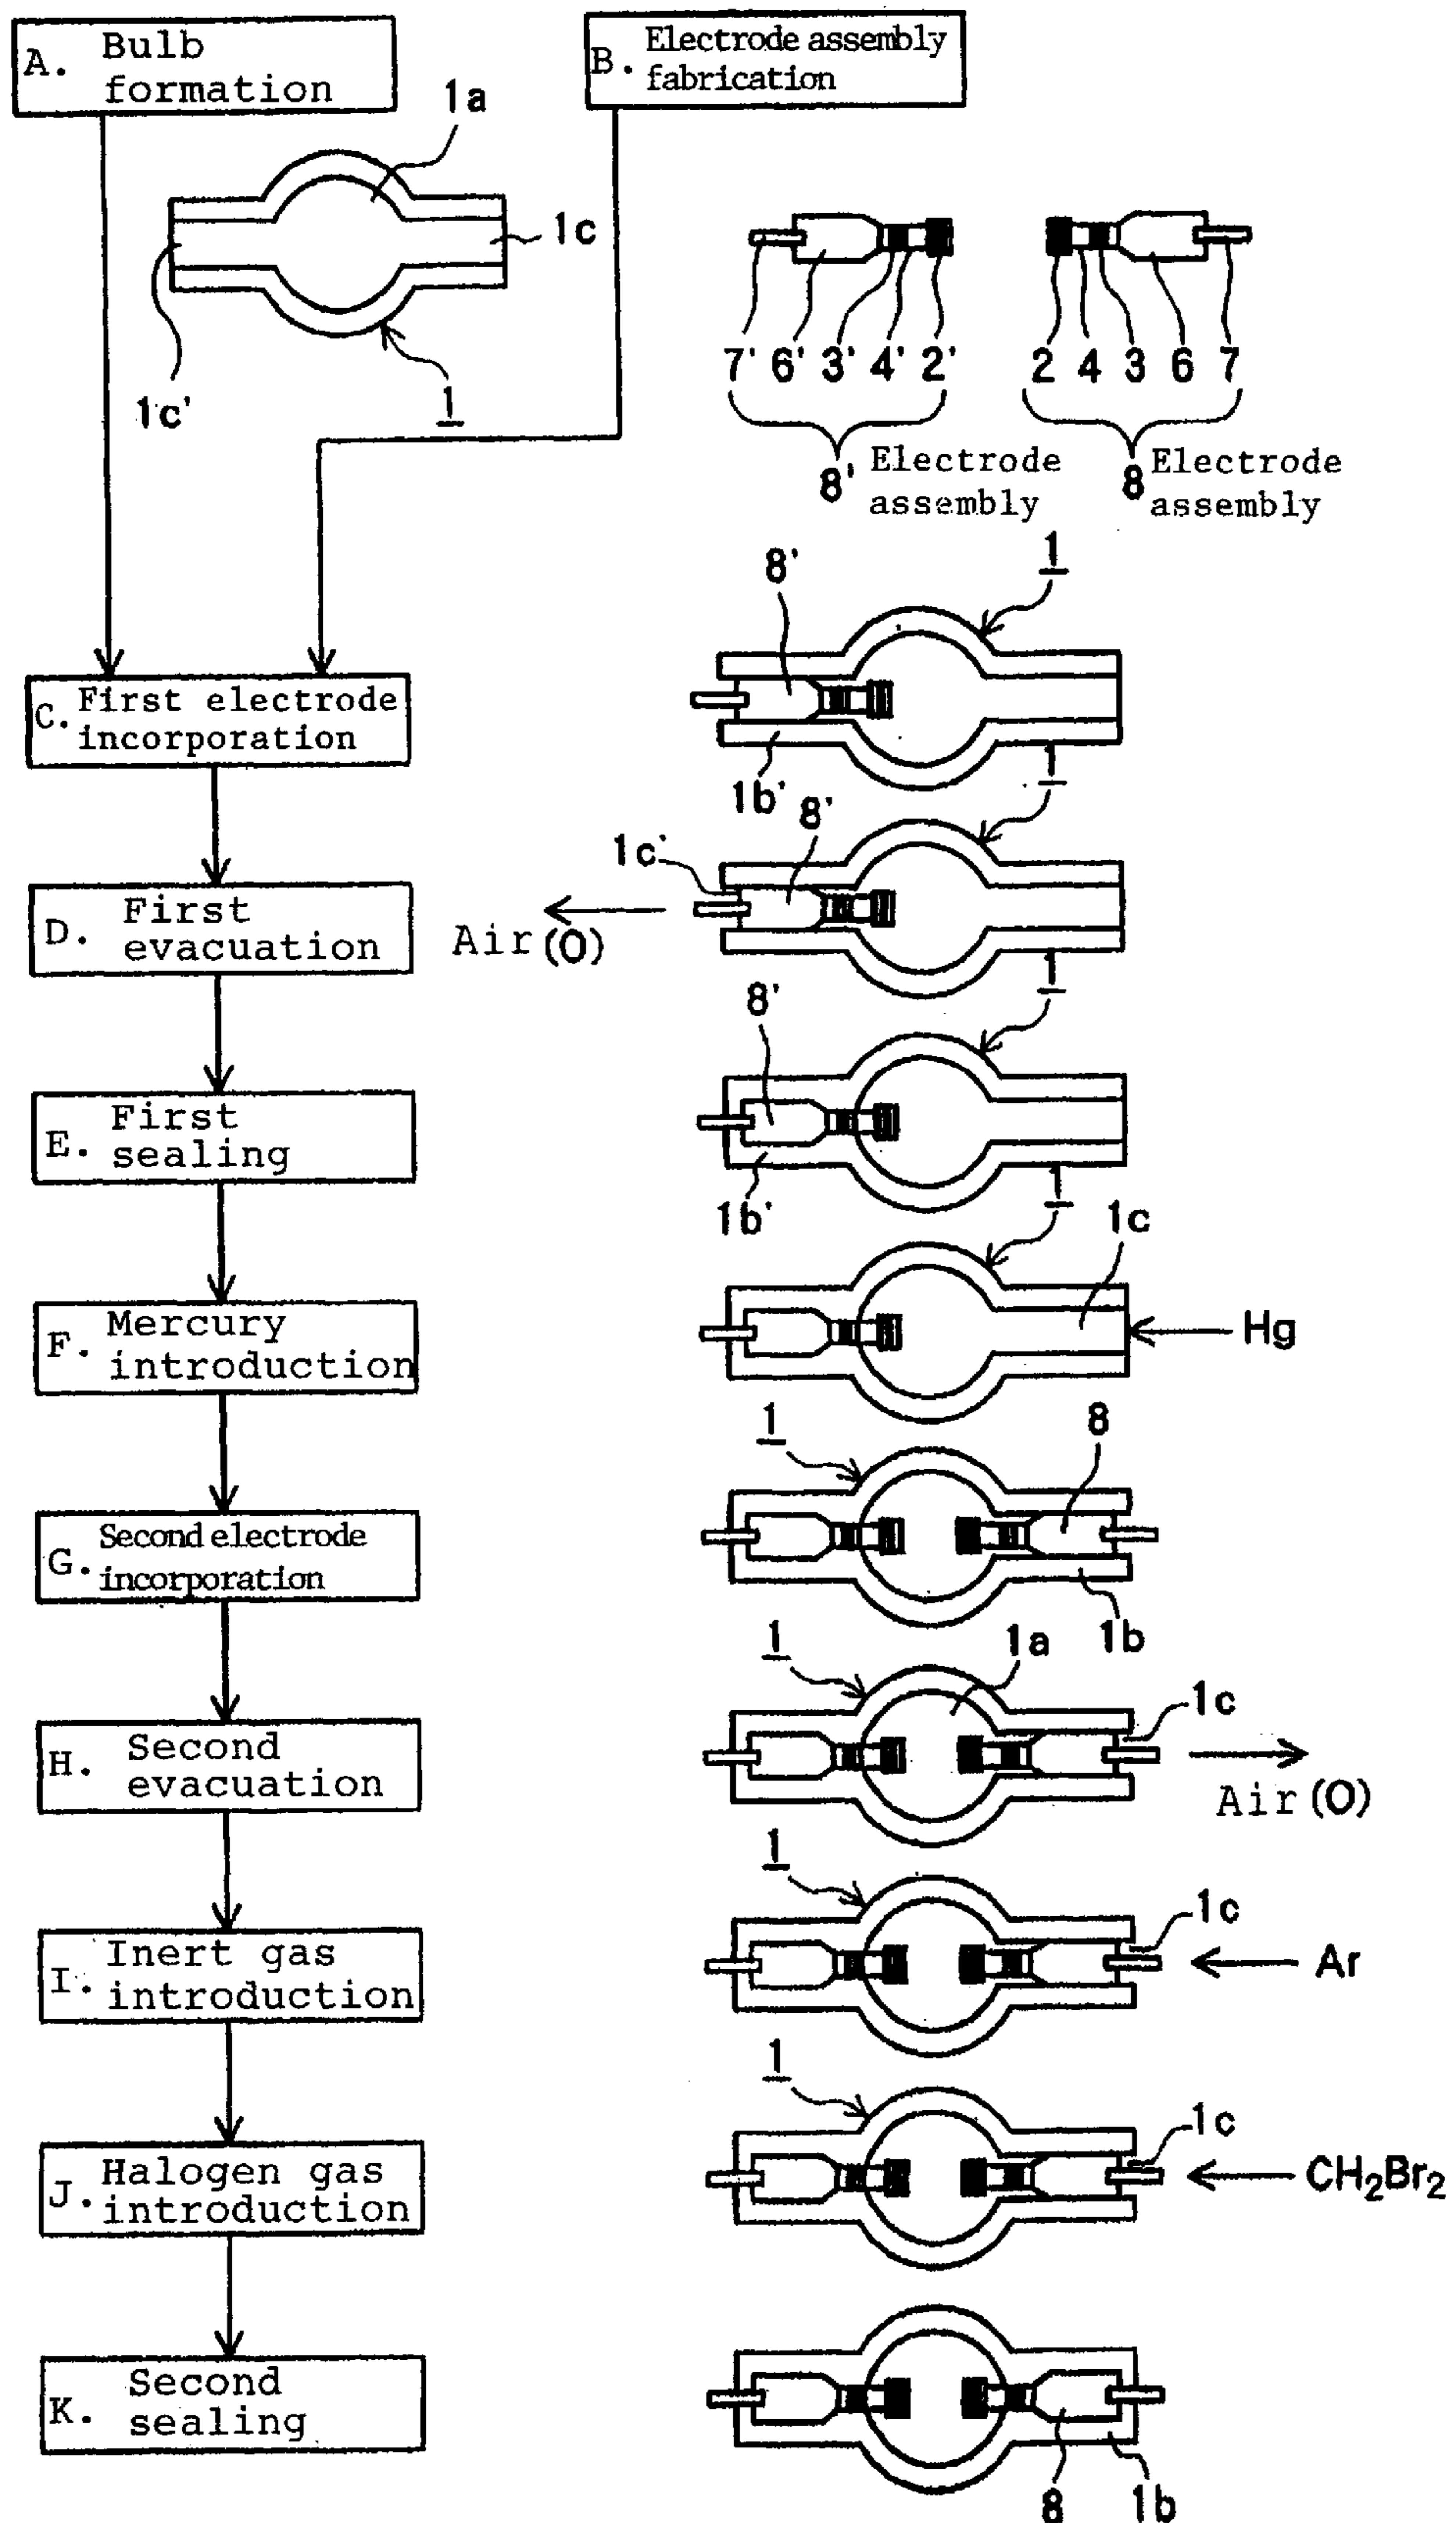 A. Bulb
formation
B. Electrode assembly
fabrication
1a
1c
1c'
1
7' 6' 3' 4' 2'
2 4 3 6 7
8' Electrode
assembly
8 Electrode
assembly
C. First electrode
incorporation
8'
1
1b'
D. First
evacuation
Air (O)
1c'
8'
1
E. First
sealing
8'
1
1b'
F. Mercury
introduction
1
1c
Hg
G. Second electrode
incorporation
1
8
1b
H. Second
evacuation
1
1a
1c
Air (O)
I. Inert gas
introduction
1
1c
Ar
J. Halogen gas
introduction
1
1c
CH2Br2
K. Second
sealing
8
1b